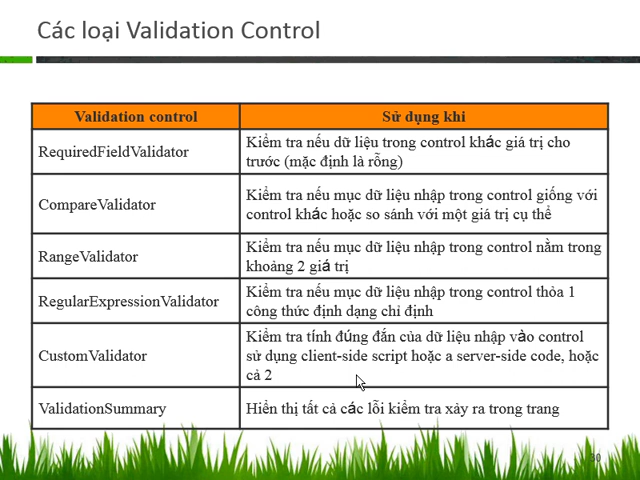 Các loại Validation Control
Validation control
Sử dụng khi
RequiredFieldValidator
Kiểm tra nếu dữ liệu trong control khác giá trị cho
trước (mặc định là rỗng)
CompareValidator
Kiểm tra nếu mục dữ liệu nhập trong control giống với
control khác hoặc so sánh với một giá trị cụ thể
RangeValidator
Kiểm tra nếu mục dữ liệu nhập trong control nằm trong
khoảng 2 giá trị
RegularExpressionValidator
Kiểm tra nếu mục dữ liệu nhập trong control thỏa 1
công thức định dạng chỉ định
CustomValidator
Kiểm tra tính đúng đắn của dữ liệu nhập vào control
sử dụng client-side script hoặc a server-side code, hoặc
cả 2
ValidationSummary
Hiển thị tất cả các lỗi kiểm tra xảy ra trong trang